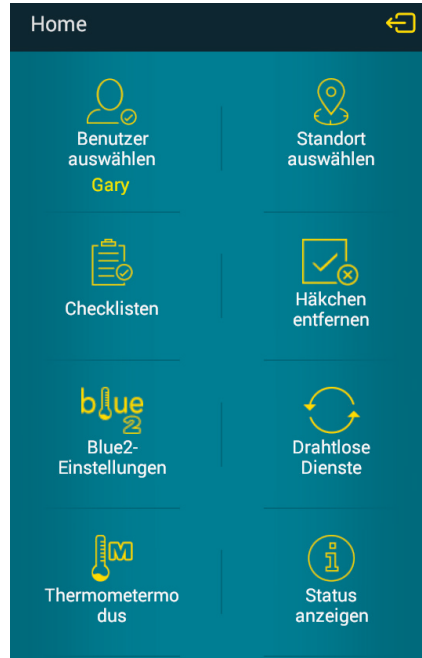 Home
Benutzer
auswählen
Gary
Standort
auswählen
Checklisten
Häkchen
entfernen
blue
2
Blue2-
Einstellungen
Drahtlose
Dienste
M
Thermometermo
dus
i
Status
anzeigen